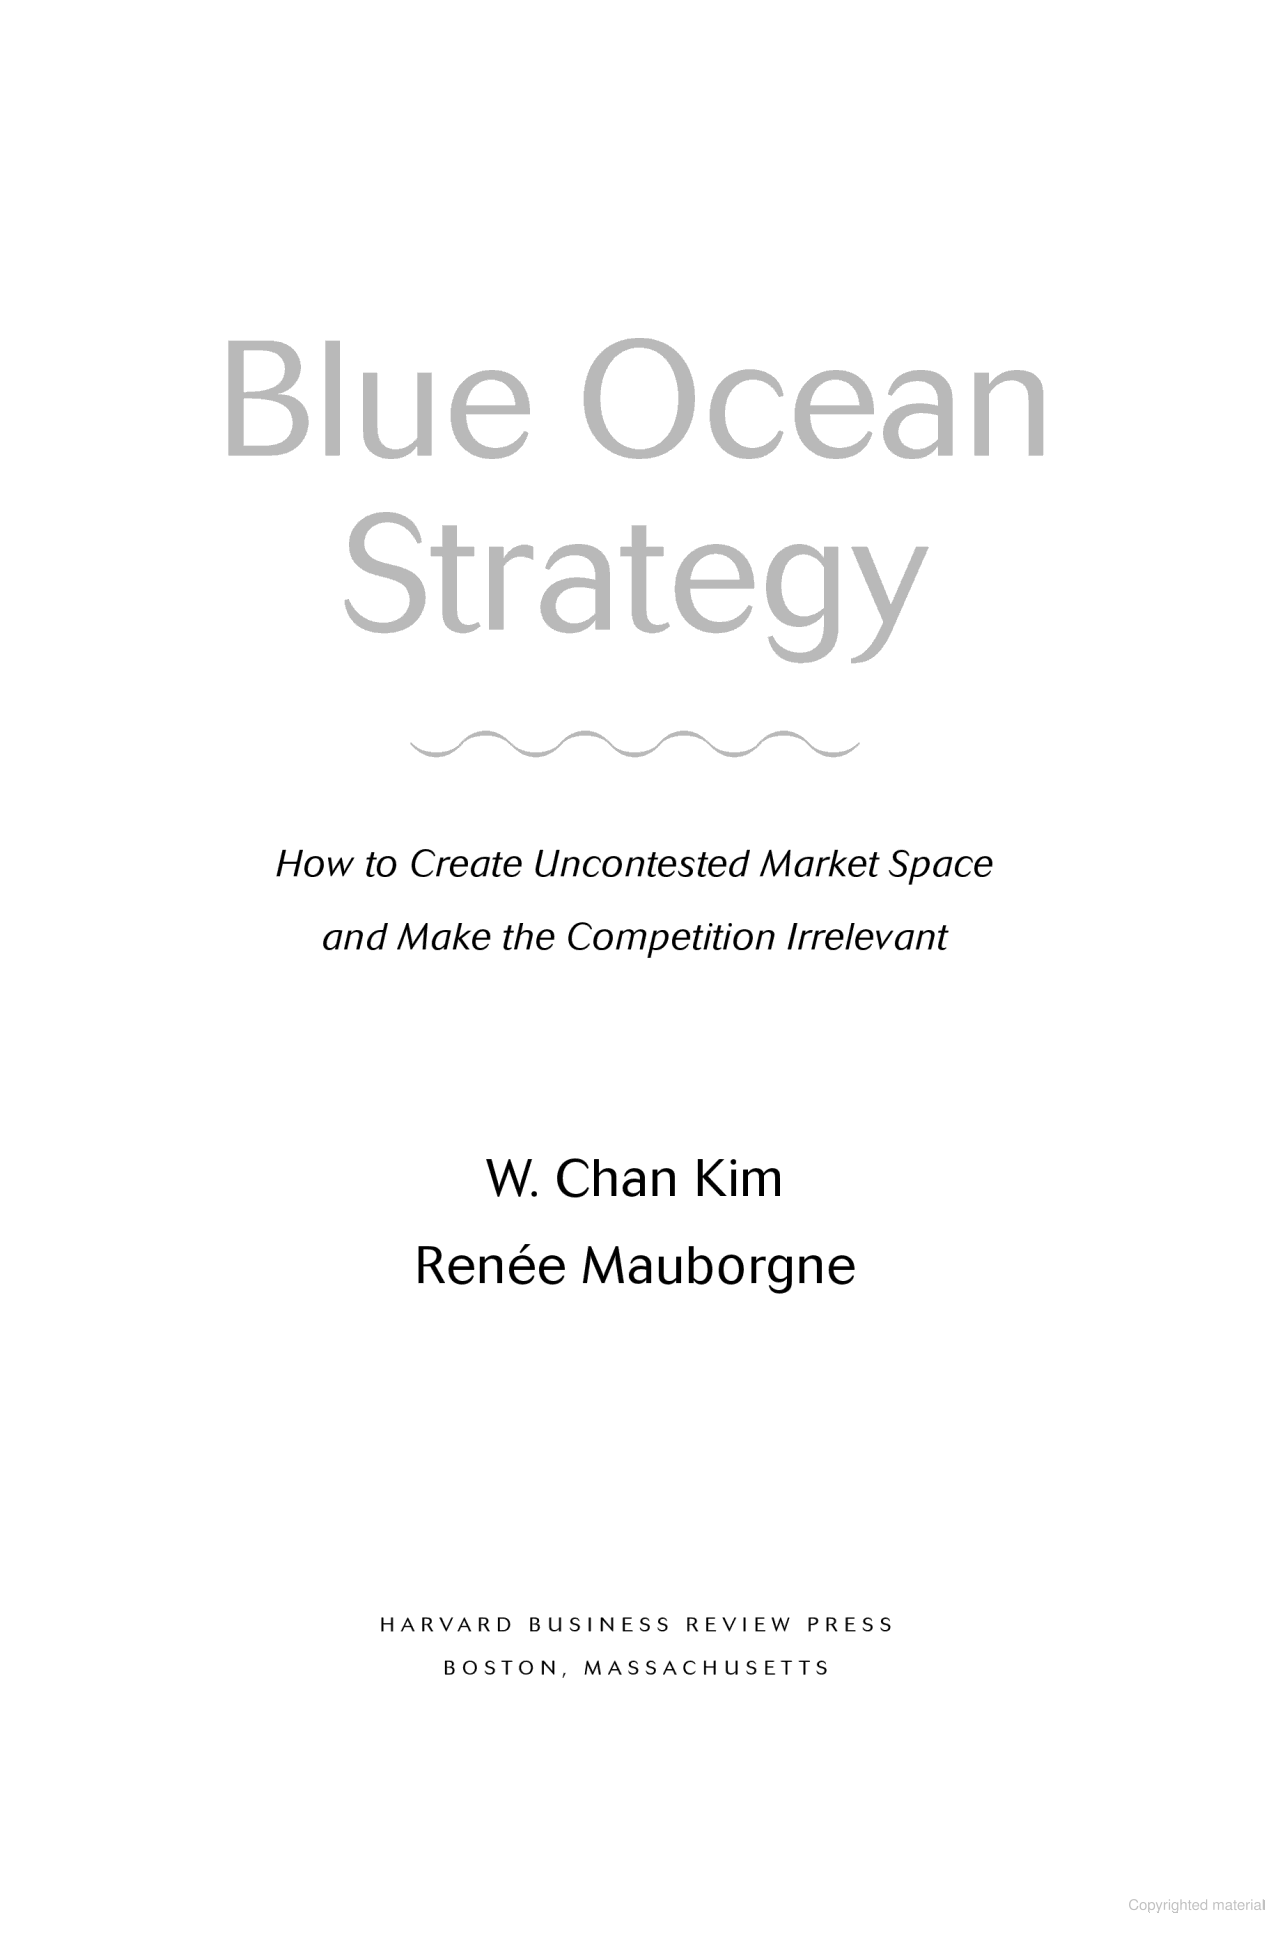 Blue Ocean
Strategy
How to Create Uncontested Market Space
and Make the Competition Irrelevant
W. Chan Kim
Renée Mauborgne
HARVARD BUSINESS REVIEW PRESS
BOSTON, MASSACHUSETTS
Copyrighted material